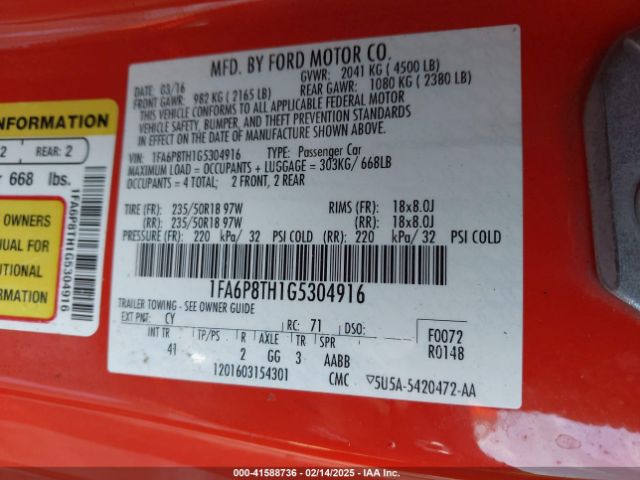 MFD. BY FORD MOTOR CO.
DATE: 03/16 GVWR: 2041 KG ( 4500 LB)
FRONT GAWR: 982 KG ( 2165 LB) REAR GAWR: 1080 KG ( 2380 LB)
THIS VEHICLE CONFORMS TO ALL APPLICABLE FEDERAL MOTOR
VEHICLE SAFETY, BUMPER, AND THEFT PREVENTION STANDARDS
IN EFFECT ON THE DATE OF MANUFACTURE SHOWN ABOVE.
VIN: 1FA6P8TH1G5304916 TYPE: Passenger Car
MAXIMUM LOAD = OCCUPANTS + LUGGAGE = 303KG/ 668LB
OCCUPANTS = 4 TOTAL; 2 FRONT, 2 REAR
TIRE (FR): 235/50R18 97W RIMS (FR): 18x8.0J
(RR): 235/50R18 97W (RR): 18x8.0J
PRESSURE (FR): 220 kPa/ 32 PSI COLD (RR): 220 kPa/ 32 PSI COLD
1FA6P8TH1G5304916
TRAILER TOWING - SEE OWNER GUIDE
EXT PNT: CY RC: 71 DSO:
INT TR TP/PS R AXLE TR SPR
41 2 GG 3 AABB
F0072
R0148
1201603154301 CMC 5U5A-5420472-AA
INFORMATION
2 REAR: 2
r 668 lbs.
OWNERS
NUAL FOR
DITIONAL
ORMATION
1FA6P8TH1G5304916
000-41588736 - 02/14/2025 - IAA Inc.